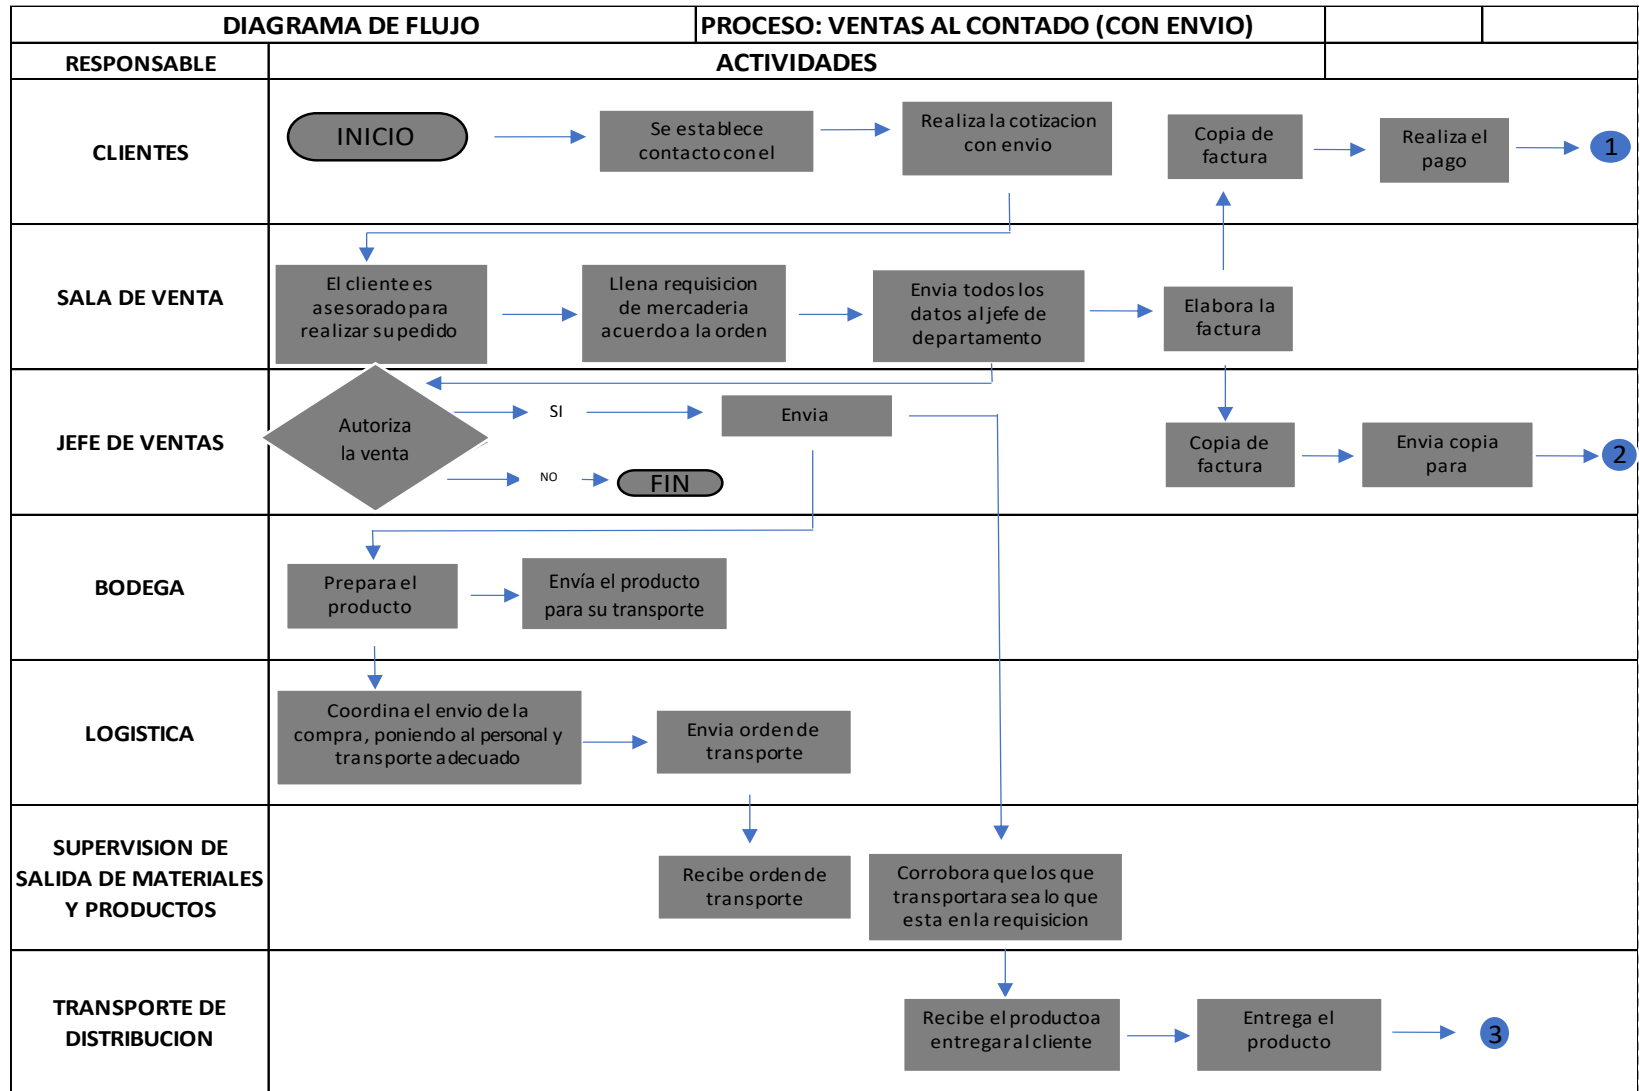 DIAGRAMA DE FLUJO
PROCESO: VENTAS AL CONTADO (CON ENVIO)
RESPONSABLE
ACTIVIDADES
CLIENTES
INICIO
Se establece
contacto con el
Realiza la cotizacion
con envio
Copia de
factura
Realiza el
pago
1
SALA DE VENTA
El cliente es
asesorado para
realizar su pedido
Llena requisicion
de mercaderia
acuerdo a la orden
Envia todos los
datos al jefe de
departamento
Elabora la
factura
JEFE DE VENTAS
Autoriza
la venta
SI
Envia
NO
FIN
Copia de
factura
Envia copia
para
2
BODEGA
Prepara el
producto
Envía el producto
para su transporte
LOGISTICA
Coordina el envio de la
compra, poniendo al personal y
transporte adecuado
Envia orden de
transporte
SUPERVISION DE
SALIDA DE MATERIALES
Y PRODUCTOS
Recibe orden de
transporte
Corrobora que los que
transportara sea lo que
esta en la requisicion
TRANSPORTE DE
DISTRIBUCION
Recibe el producto a
entregar al cliente
Entrega el
producto
3